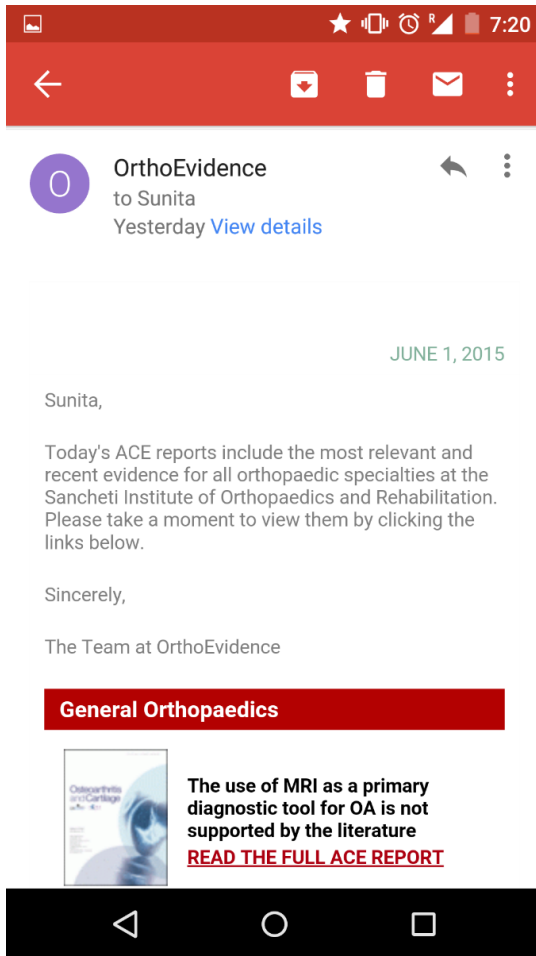 R 7:20
O OrthoEvidence
to Sunita
Yesterday View details
JUNE 1, 2015
Sunita,
Today's ACE reports include the most relevant and
recent evidence for all orthopaedic specialties at the
Sancheti Institute of Orthopaedics and Rehabilitation.
Please take a moment to view them by clicking the
links below.
Sincerely,
The Team at OrthoEvidence
General Orthopaedics
Osteoarthritis
and Cartilage
The use of MRI as a primary
diagnostic tool for OA is not
supported by the literature
READ THE FULL ACE REPORT